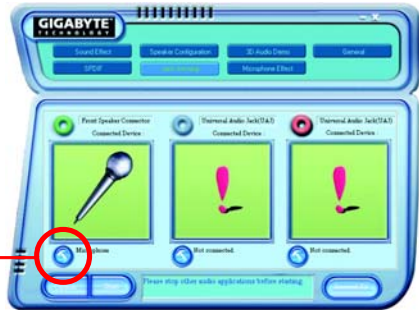 GIGABYTE
TECHNOLOGY
Sound Effect
Speaker Configuration
3D Audio Demo
General
S/PDIF
Microphone Effect
Front Speaker Connector
Connected Device :
Universal Audio Jack(UAJ)
Connected Device :
Universal Audio Jack(UAJ)
Connected Device :
Microphone
Not connected.
Not connected.
Please stop other audio applications before starting.